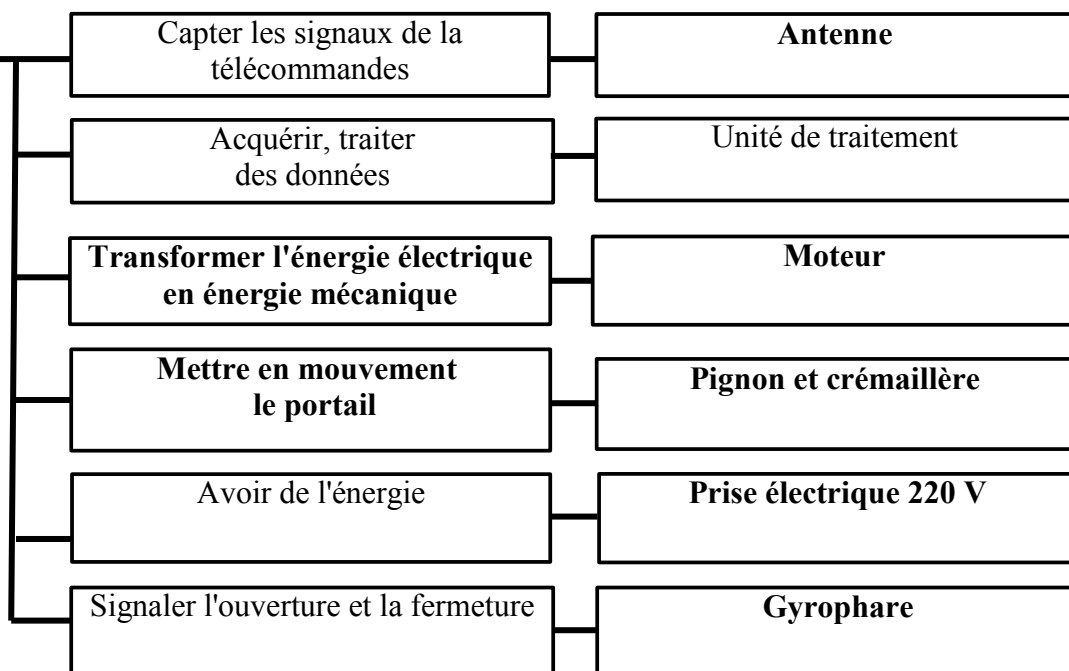 Capter les signaux de la
télécommandes
Antenne
Acquérir, traiter
des données
Unité de traitement
Transformer l'énergie électrique
en énergie mécanique
Moteur
Mettre en mouvement
le portail
Pignon et crémaillère
Avoir de l'énergie
Prise électrique 220 V
Signaler l'ouverture et la fermeture
Gyrophare